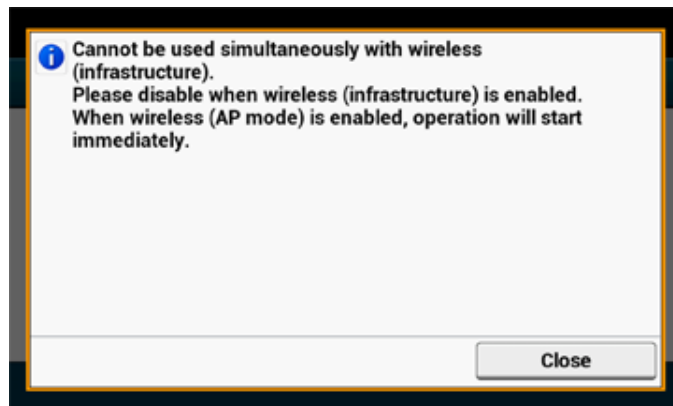 Cannot be used simultaneously with wireless
(infrastructure).
Please disable when wireless (infrastructure) is enabled.
When wireless (AP mode) is enabled, operation will start
immediately.
Close